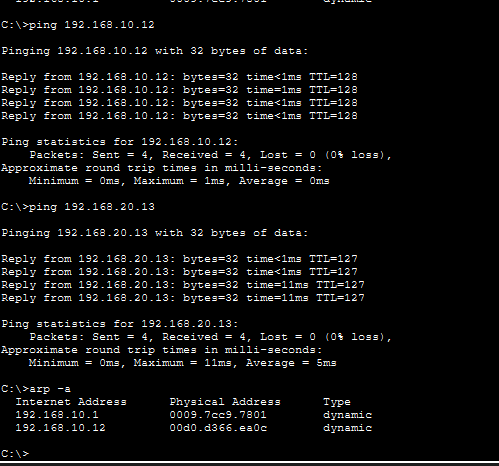 C:\>ping 192.168.10.12
Pinging 192.168.10.12 with 32 bytes of data:
Reply from 192.168.10.12: bytes=32 time<1ms TTL=128
Reply from 192.168.10.12: bytes=32 time=1ms TTL=128
Reply from 192.168.10.12: bytes=32 time<1ms TTL=128
Reply from 192.168.10.12: bytes=32 time<1ms TTL=128
Ping statistics for 192.168.10.12:
    Packets: Sent = 4, Received = 4, Lost = 0 (0% loss),
Approximate round trip times in milli-seconds:
    Minimum = 0ms, Maximum = 1ms, Average = 0ms
C:\>ping 192.168.20.13
Pinging 192.168.20.13 with 32 bytes of data:
Reply from 192.168.20.13: bytes=32 time<1ms TTL=127
Reply from 192.168.20.13: bytes=32 time<1ms TTL=127
Reply from 192.168.20.13: bytes=32 time=11ms TTL=127
Reply from 192.168.20.13: bytes=32 time=11ms TTL=127
Ping statistics for 192.168.20.13:
    Packets: Sent = 4, Received = 4, Lost = 0 (0% loss),
Approximate round trip times in milli-seconds:
    Minimum = 0ms, Maximum = 11ms, Average = 5ms
C:\>arp -a
  Internet Address      Physical Address      Type
  192.168.10.1          0009.7cc9.7801        dynamic
  192.168.10.12         00d0.d366.ea0c        dynamic
C:\>